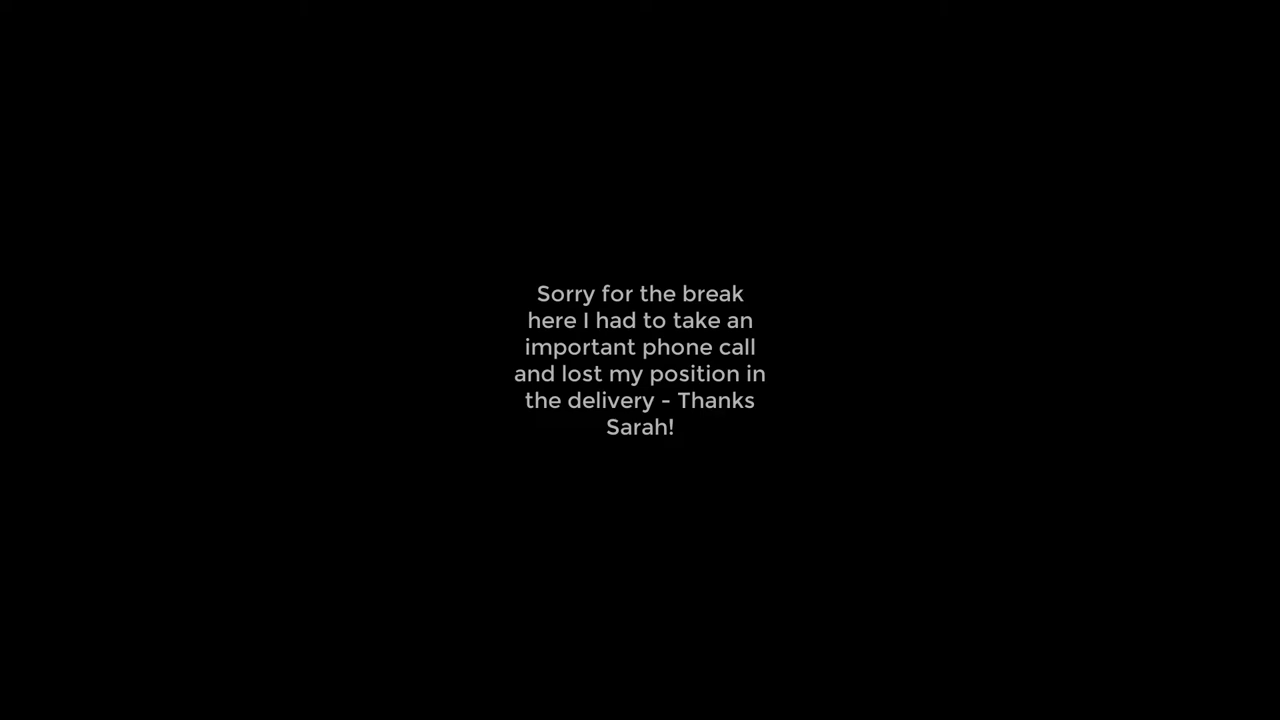 Sorry for the break
here I had to take an
important phone call
and lost my position in
the delivery - Thanks
Sarah!